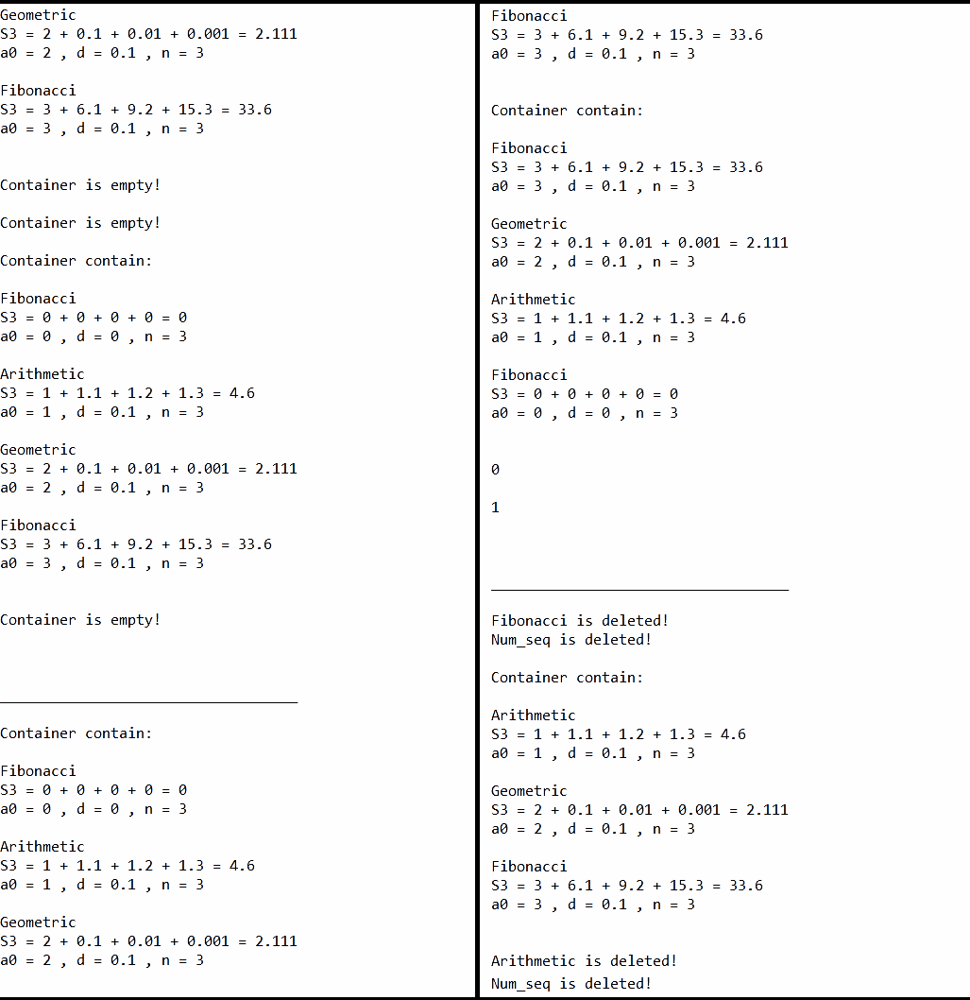 Geometric
S3 = 2 + 0.1 + 0.01 + 0.001 = 2.111
a0 = 2 , d = 0.1 , n = 3
Fibonacci
S3 = 3 + 6.1 + 9.2 + 15.3 = 33.6
a0 = 3 , d = 0.1 , n = 3
Container is empty!
Container is empty!
Container contain:
Fibonacci
S3 = 0 + 0 + 0 + 0 = 0
a0 = 0 , d = 0 , n = 3
Arithmetic
S3 = 1 + 1.1 + 1.2 + 1.3 = 4.6
a0 = 1 , d = 0.1 , n = 3
Geometric
S3 = 2 + 0.1 + 0.01 + 0.001 = 2.111
a0 = 2 , d = 0.1 , n = 3
Fibonacci
S3 = 3 + 6.1 + 9.2 + 15.3 = 33.6
a0 = 3 , d = 0.1 , n = 3
Container is empty!
___________________________________
Container contain:
Fibonacci
S3 = 0 + 0 + 0 + 0 = 0
a0 = 0 , d = 0 , n = 3
Arithmetic
S3 = 1 + 1.1 + 1.2 + 1.3 = 4.6
a0 = 1 , d = 0.1 , n = 3
Geometric
S3 = 2 + 0.1 + 0.01 + 0.001 = 2.111
a0 = 2 , d = 0.1 , n = 3
Fibonacci
S3 = 3 + 6.1 + 9.2 + 15.3 = 33.6
a0 = 3 , d = 0.1 , n = 3
Container contain:
Fibonacci
S3 = 3 + 6.1 + 9.2 + 15.3 = 33.6
a0 = 3 , d = 0.1 , n = 3
Geometric
S3 = 2 + 0.1 + 0.01 + 0.001 = 2.111
a0 = 2 , d = 0.1 , n = 3
Arithmetic
S3 = 1 + 1.1 + 1.2 + 1.3 = 4.6
a0 = 1 , d = 0.1 , n = 3
Fibonacci
S3 = 0 + 0 + 0 + 0 = 0
a0 = 0 , d = 0 , n = 3
0
1
___________________________________
Fibonacci is deleted!
Num_seq is deleted!
Container contain:
Arithmetic
S3 = 1 + 1.1 + 1.2 + 1.3 = 4.6
a0 = 1 , d = 0.1 , n = 3
Geometric
S3 = 2 + 0.1 + 0.01 + 0.001 = 2.111
a0 = 2 , d = 0.1 , n = 3
Fibonacci
S3 = 3 + 6.1 + 9.2 + 15.3 = 33.6
a0 = 3 , d = 0.1 , n = 3
Arithmetic is deleted!
Num_seq is deleted!